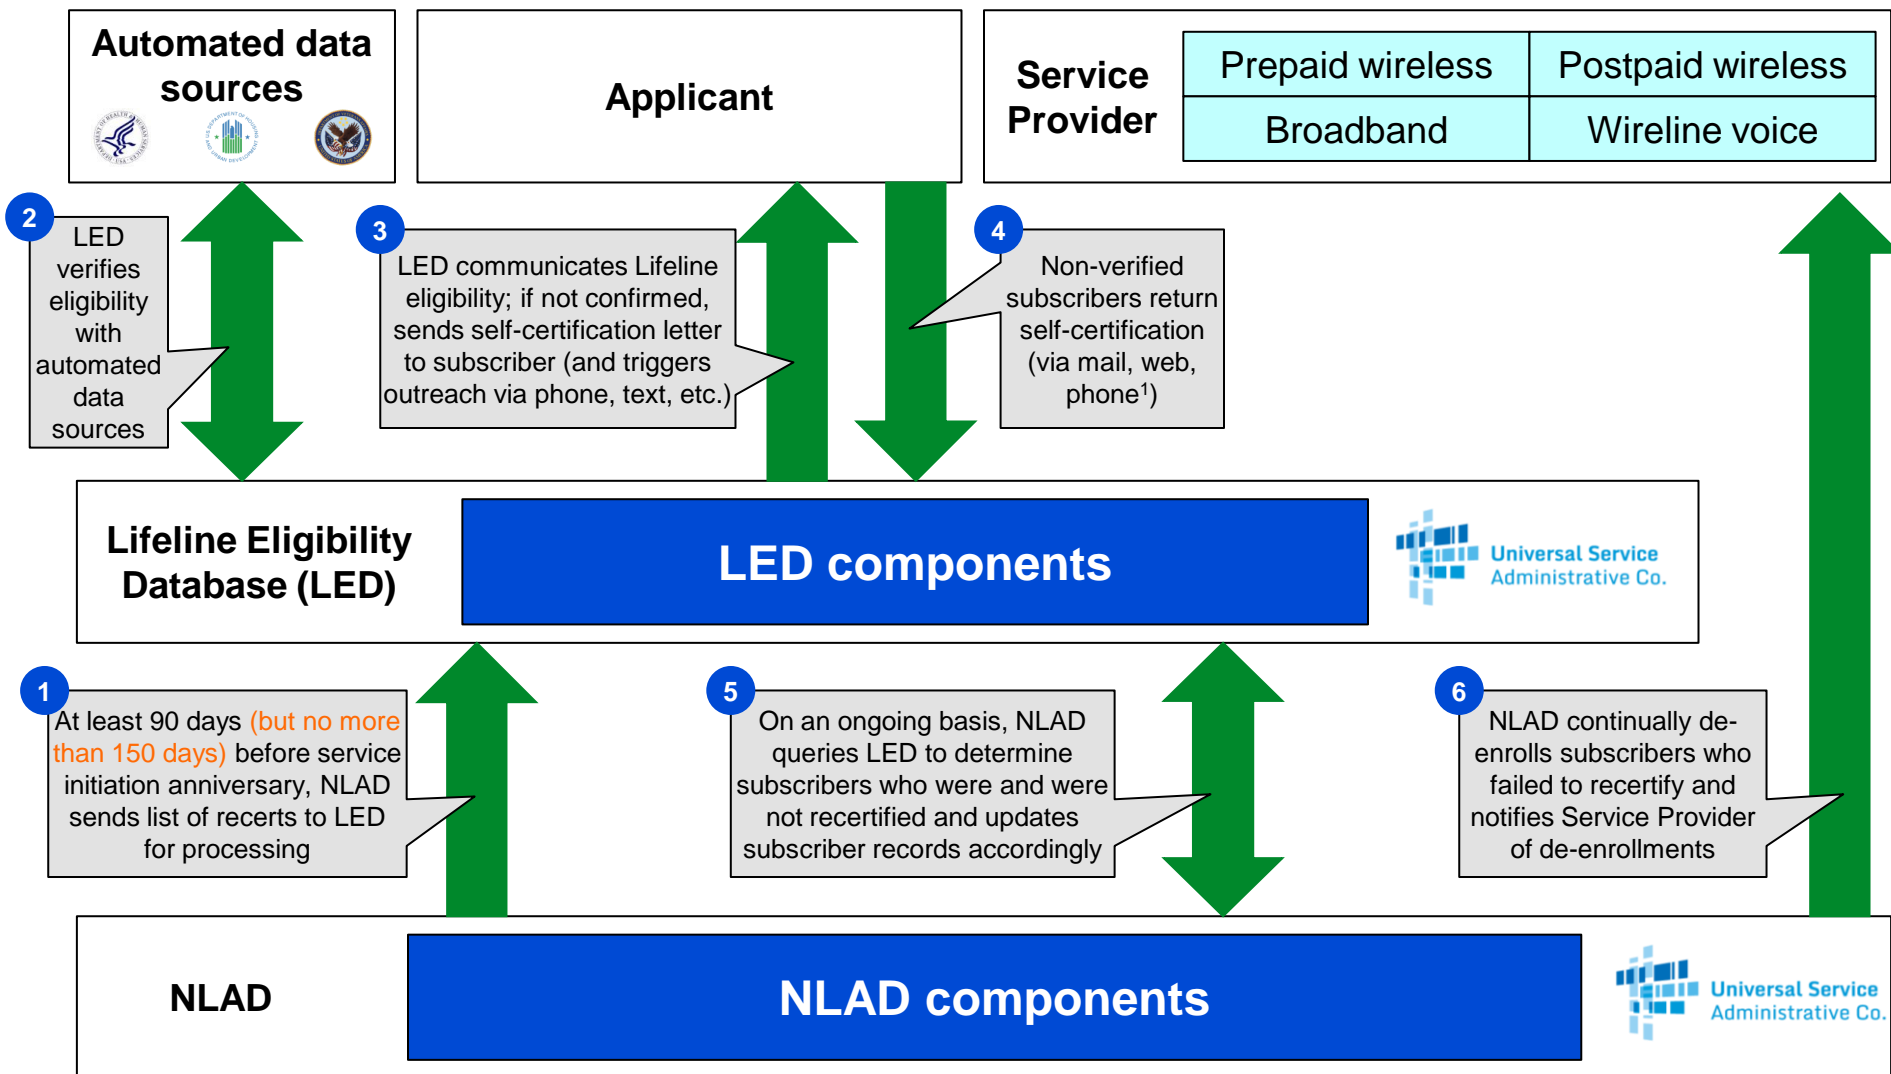 Automated data
sources
Applicant
Service
Provider
Prepaid wireless
Postpaid wireless
Broadband
Wireline voice
2
LED
verifies
eligibility
with
automated
data
sources
3
LED communicates Lifeline
eligibility; if not confirmed,
sends self-certification letter
to subscriber (and triggers
outreach via phone, text, etc.)
4
Non-verified
subscribers return
self-certification
(via mail, web,
phone¹)
Lifeline Eligibility
Database (LED)
LED components
Universal Service
Administrative Co.
1
At least 90 days (but no more
than 150 days) before service
initiation anniversary, NLAD
sends list of recerts to LED
for processing
5
On an ongoing basis, NLAD
queries LED to determine
subscribers who were and were
not recertified and updates
subscriber records accordingly
6
NLAD continually de-
enrolls subscribers who
failed to recertify and
notifies Service Provider
of de-enrollments
NLAD
NLAD components
Universal Service
Administrative Co.